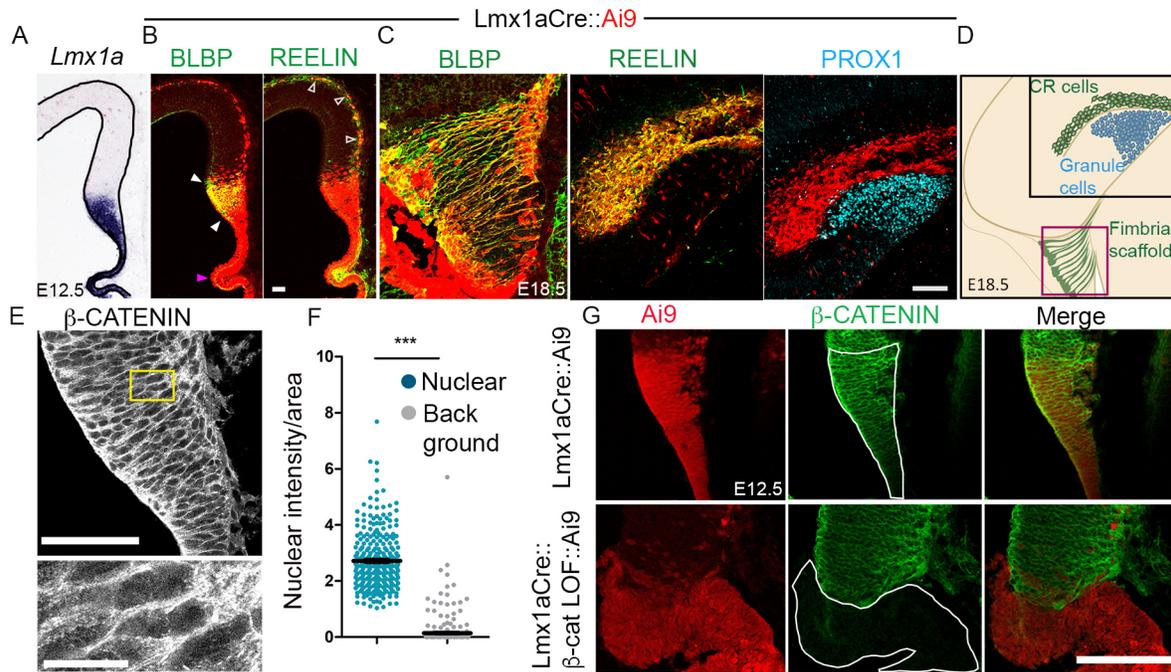 Lmx1aCre::Ai9
A
B
C
D
Lmx1a
BLBP
REELIN
BLBP
REELIN
PROX1
CR cells
Granule
cells
Fimbrial
scaffold
E12.5
E18.5
E18.5
E
β-CATENIN
F
***
Nuclear
Back
ground
Nuclear intensity/area
10
8
6
4
2
0
G
Ai9
β-CATENIN
Merge
Lmx1aCre::Ai9
E12.5
Lmx1aCre::
β-cat LOF::Ai9